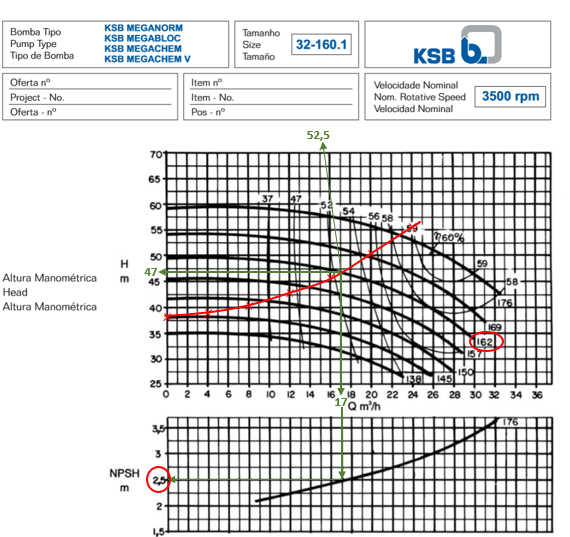 Bomba Tipo
Pump Type
Tipo de Bomba
KSB MEGANORM
KSB MEGABLOC
KSB MEGACHEM
KSB MEGACHEM V
Tamanho
Size
Tamaño
32-160.1
KSB b
Oferta nº
Project - No.
Oferta - nº
Item nº
Item - No.
Pos - nº
Velocidade Nominal
Nom. Rotative Speed
Velocidad Nominal
3500 rpm
52,5
70
65
60
55
50
47
45
40
35
30
25
H
m
Altura Manométrica
Head
Altura Manométrica
37 47 52 54 56 58 59 ?/60% 59 58
176
169
162
157
150
145
138
0 2 4 6 8 10 12 14 16 18 20 22 24 26 28 30 32 34 36
17
Q m³/h
NPSH
m
3,5
3
2,5
2
1,5
176